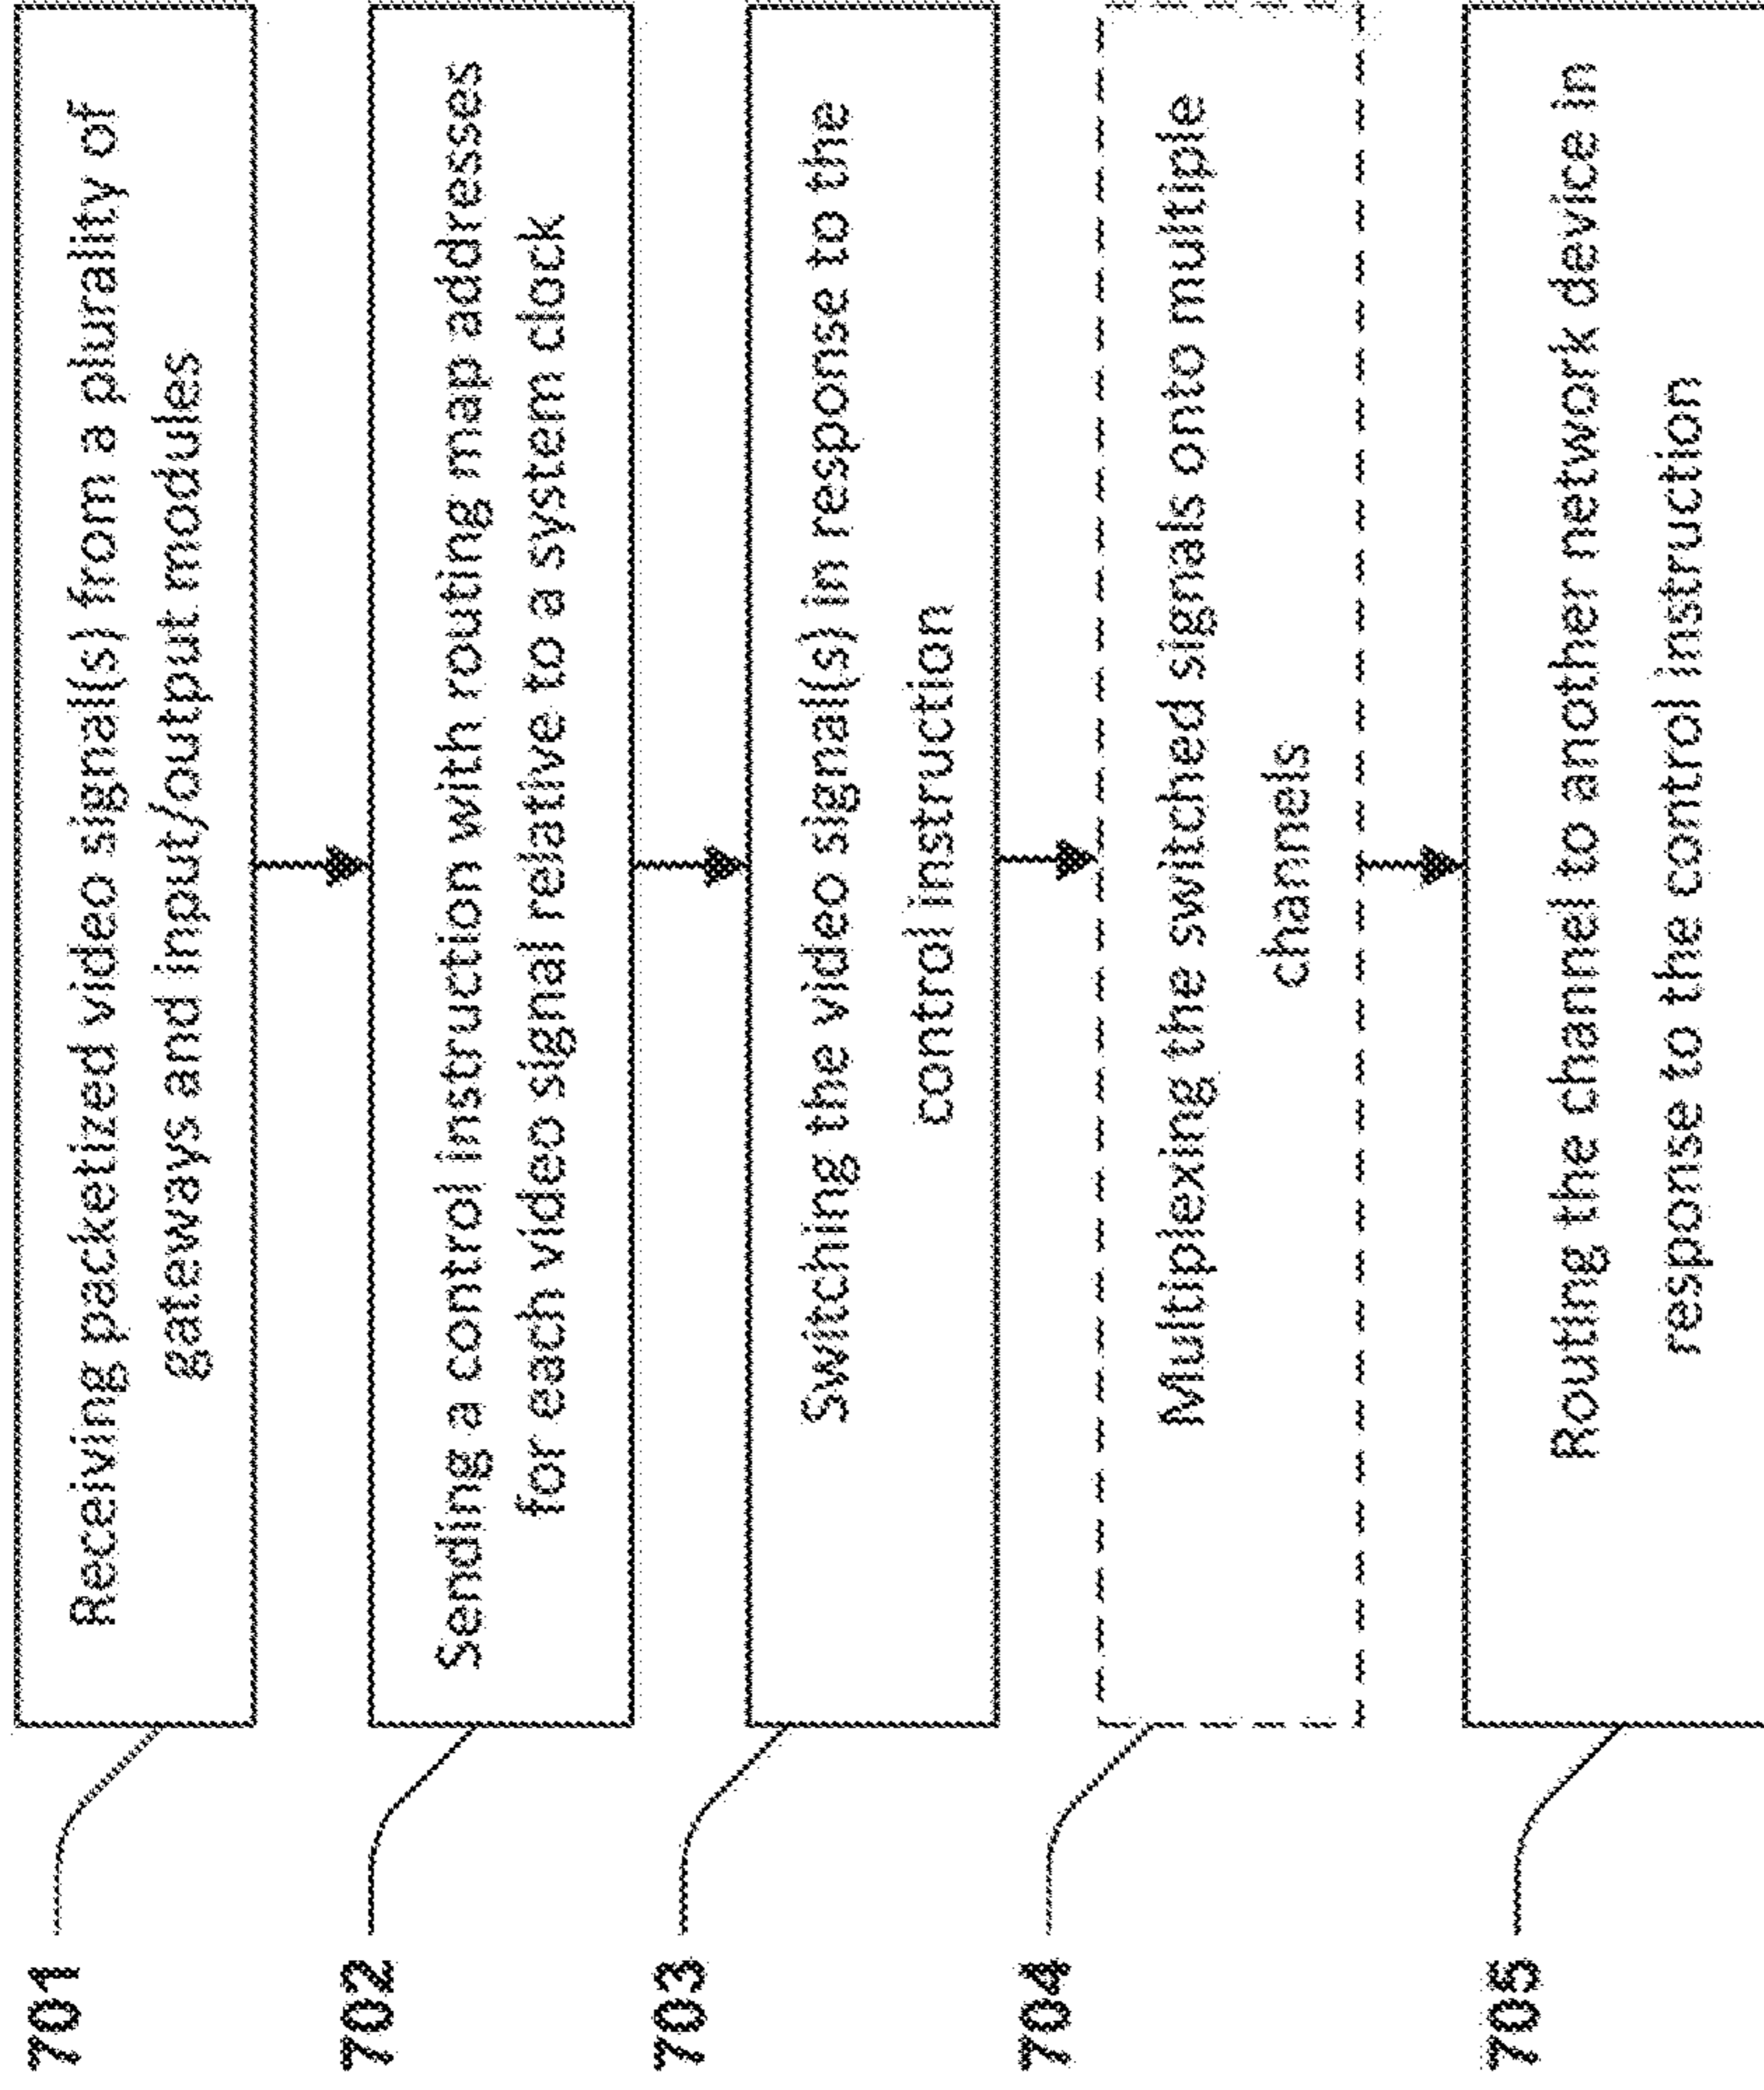 701
Receiving packetized video signal(s) from a plurality of
gateways and input/output modules
702
Sending a control instruction with routing map addresses
for each video signal relative to a system clock
703
Switching the video signal(s) in response to the
control instruction
704
Multiplexing the switched signals onto multiple
channels
705
Routing the channel to another network device in
response to the control instruction